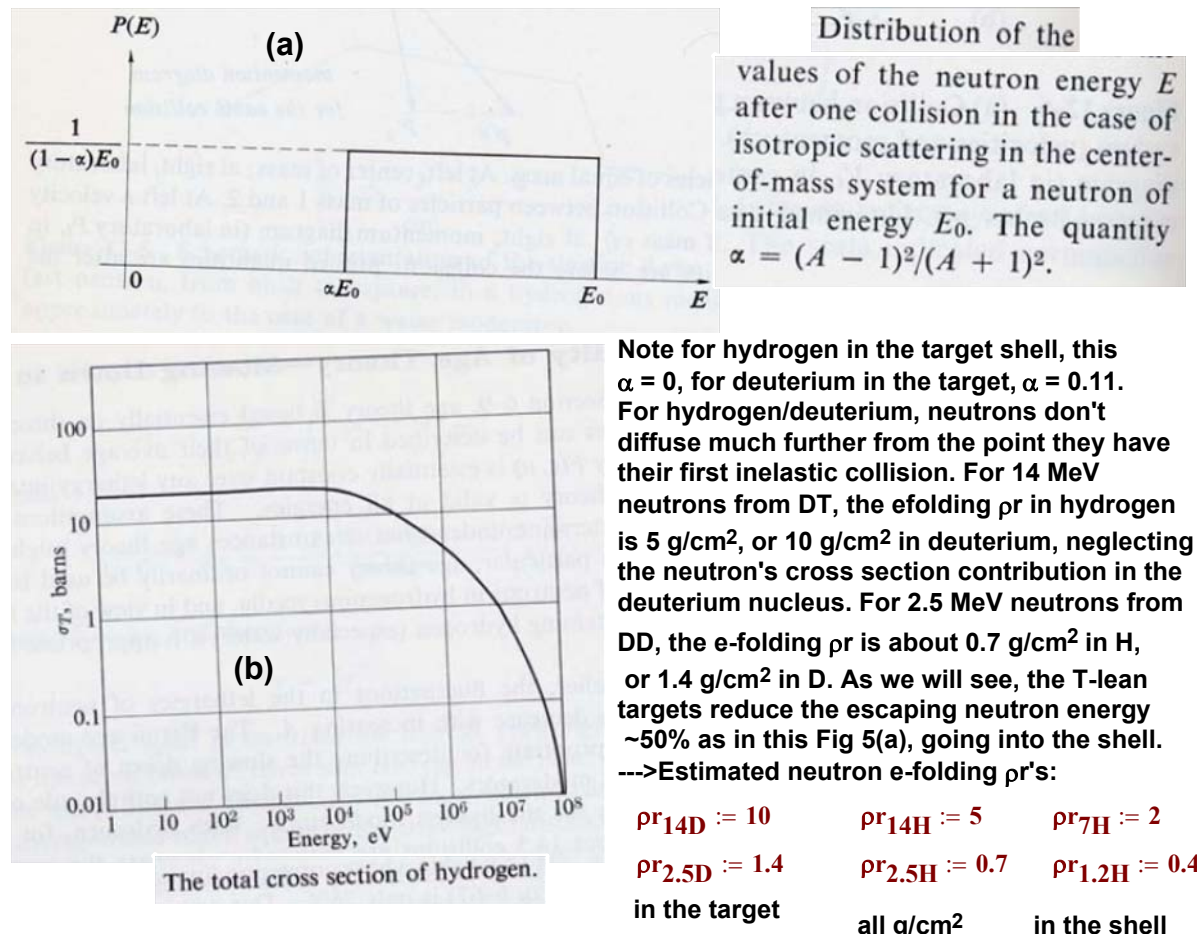 P(E)
(a)
1
(1 − α)E₀
0
αE₀
E₀
E
Distribution of the
values of the neutron energy E
after one collision in the case of
isotropic scattering in the center-
of-mass system for a neutron of
initial energy E₀. The quantity
α = (A − 1)²/(A + 1)².
100
10
1
0.1
0.01
σT, barns
(b)
1 10 10² 10³ 10⁴ 10⁵ 10⁶ 10⁷ 10⁸
Energy, eV
The total cross section of hydrogen.
Note for hydrogen in the target shell, this
α = 0, for deuterium in the target, α = 0.11.
For hydrogen/deuterium, neutrons don't
diffuse much further from the point they have
their first inelastic collision. For 14 MeV
neutrons from DT, the efolding ρr in hydrogen
is 5 g/cm², or 10 g/cm² in deuterium, neglecting
the neutron's cross section contribution in the
deuterium nucleus. For 2.5 MeV neutrons from
DD, the e-folding ρr is about 0.7 g/cm² in H,
or 1.4 g/cm² in D. As we will see, the T-lean
targets reduce the escaping neutron energy
~50% as in this Fig 5(a), going into the shell.
--->Estimated neutron e-folding ρr's:
ρr14D := 10 ρr14H := 5 ρr7H := 2
ρr2.5D := 1.4 ρr2.5H := 0.7 ρr1.2H := 0.4
in the target all g/cm² in the shell